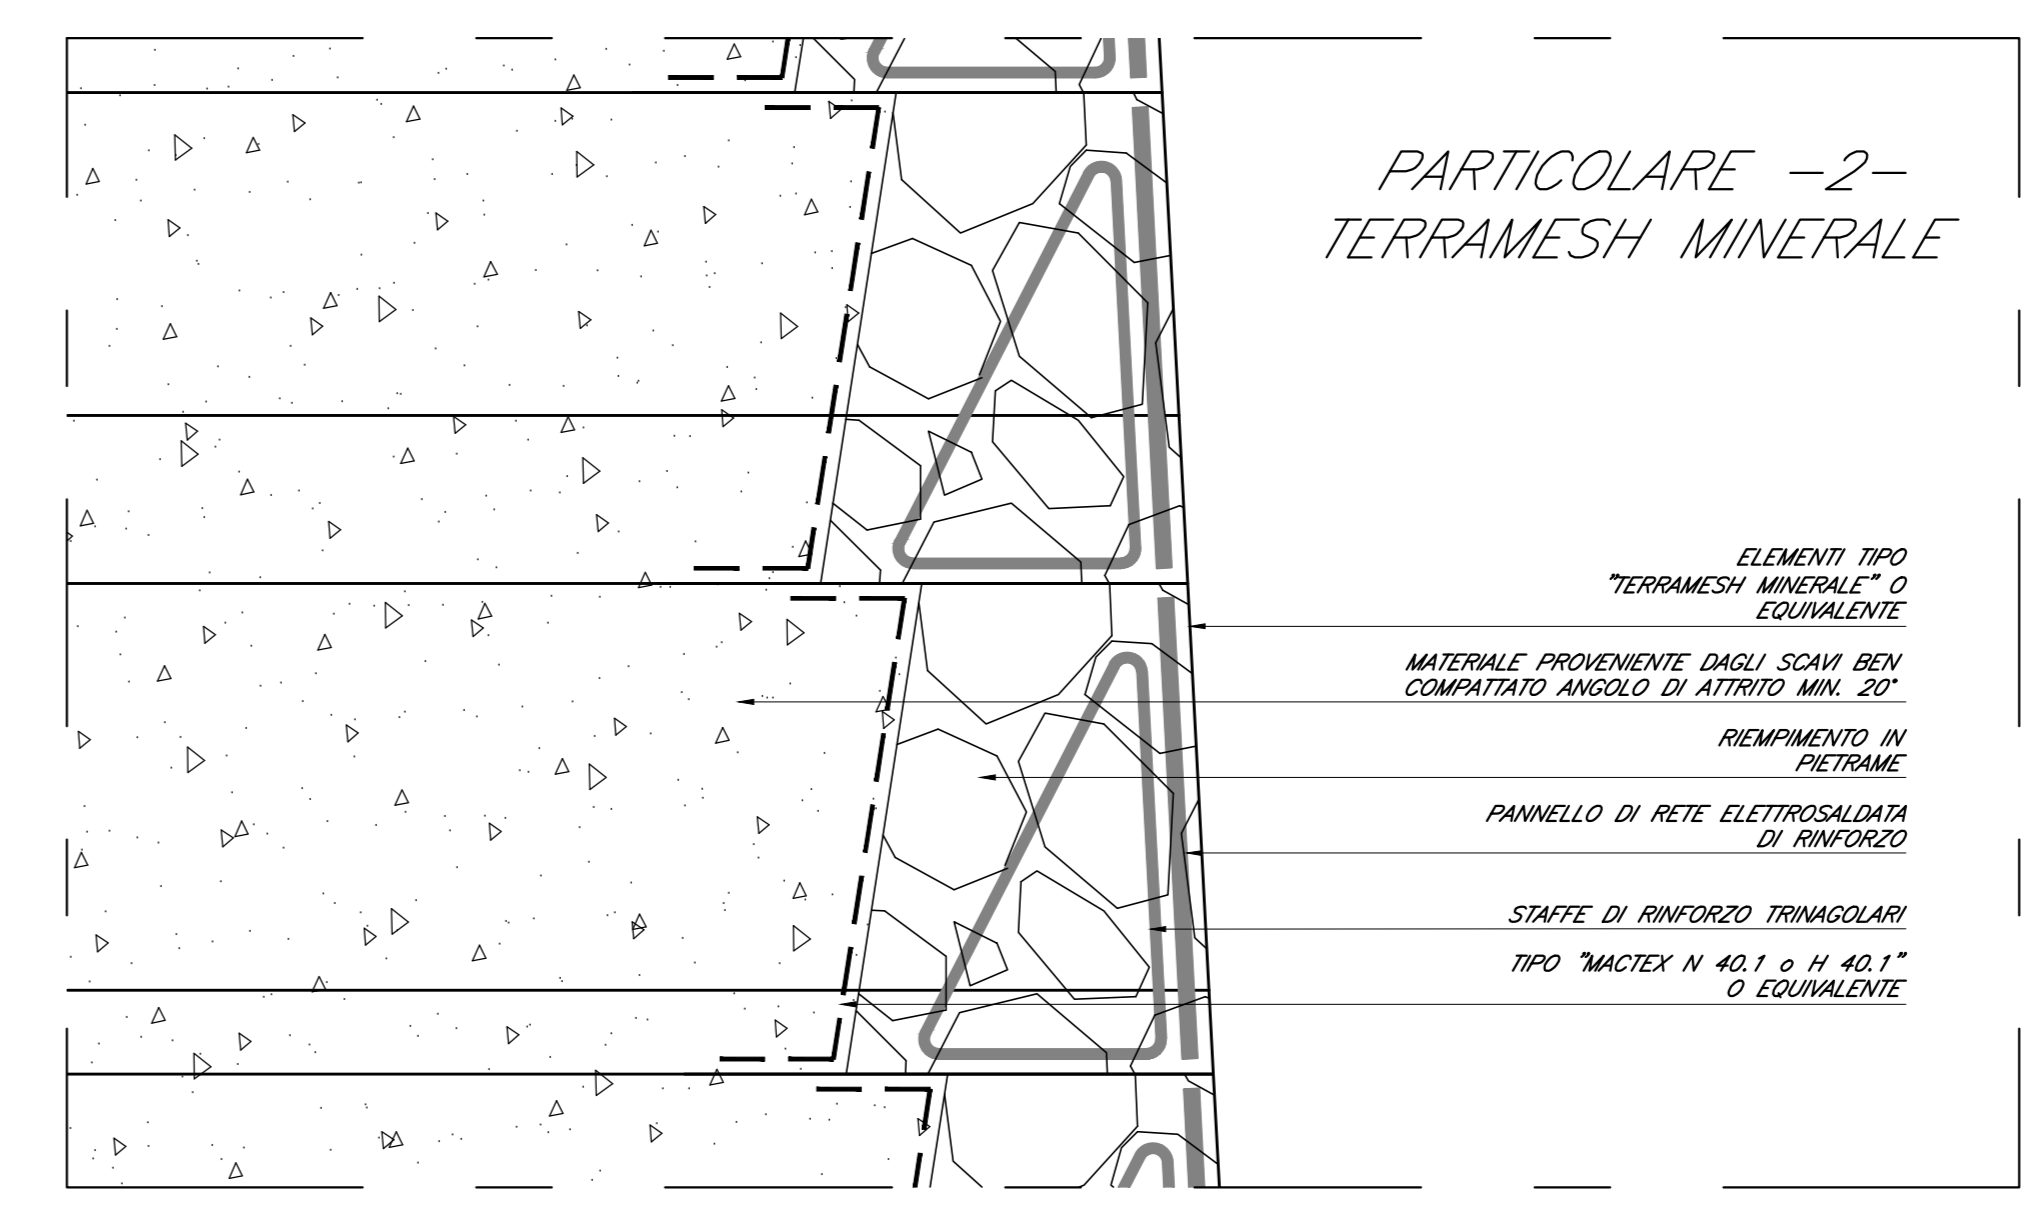 PARTICOLARE -2-
TERRAMESH MINERALE
ELEMENTI TIPO
"TERRAMESH MINERALE" O
EQUIVALENTE
MATERIALE PROVENIENTE DAGLI SCAVI BEN
COMPATTATO ANGOLO DI ATTRITO MIN. 20°
RIEMPIMENTO IN
PIETRAME
PANNELLO DI RETE ELETTROSALDATA
DI RINFORZO
STAFFE DI RINFORZO TRINAGOLARI
TIPO "MACTEX N 40.1 o H 40.1"
O EQUIVALENTE